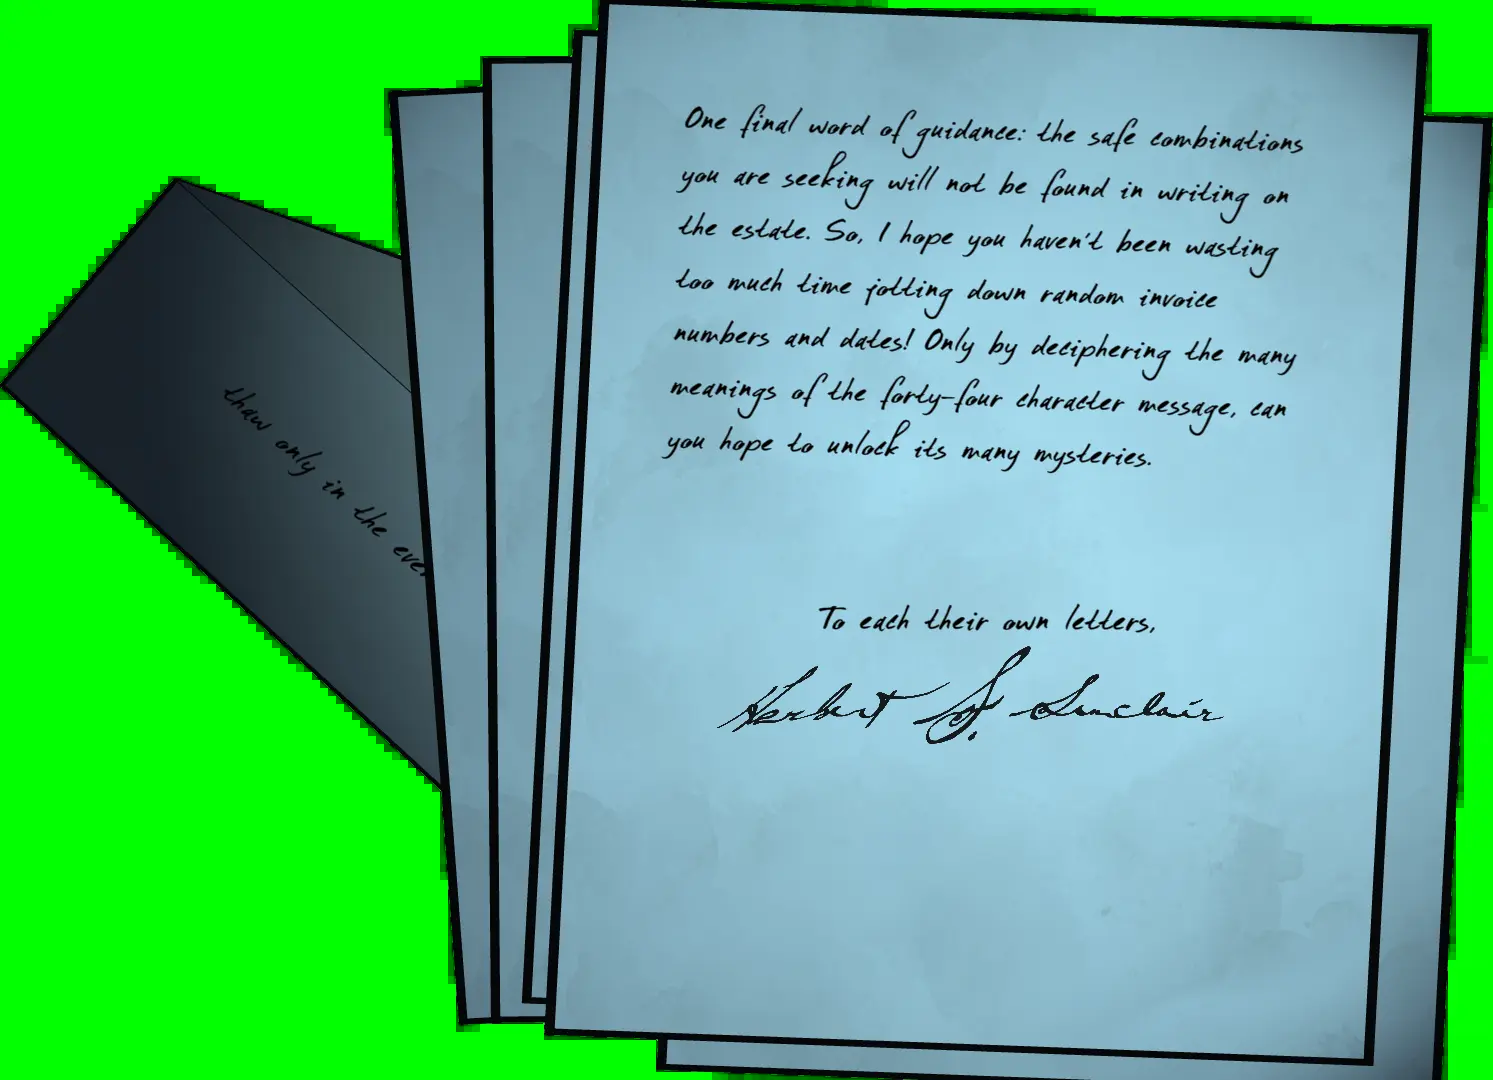 One final word of guidance: the safe combinations
you are seeking will not be found in writing on
the estate. So, I hope you haven't been wasting
too much time jotting down random invoice
numbers and dates! Only by deciphering the many
meanings of the forty-four character message, can
you hope to unlock its many mysteries.
To each their own letters,
Herbert S. Sinclair
thaw only in the eve